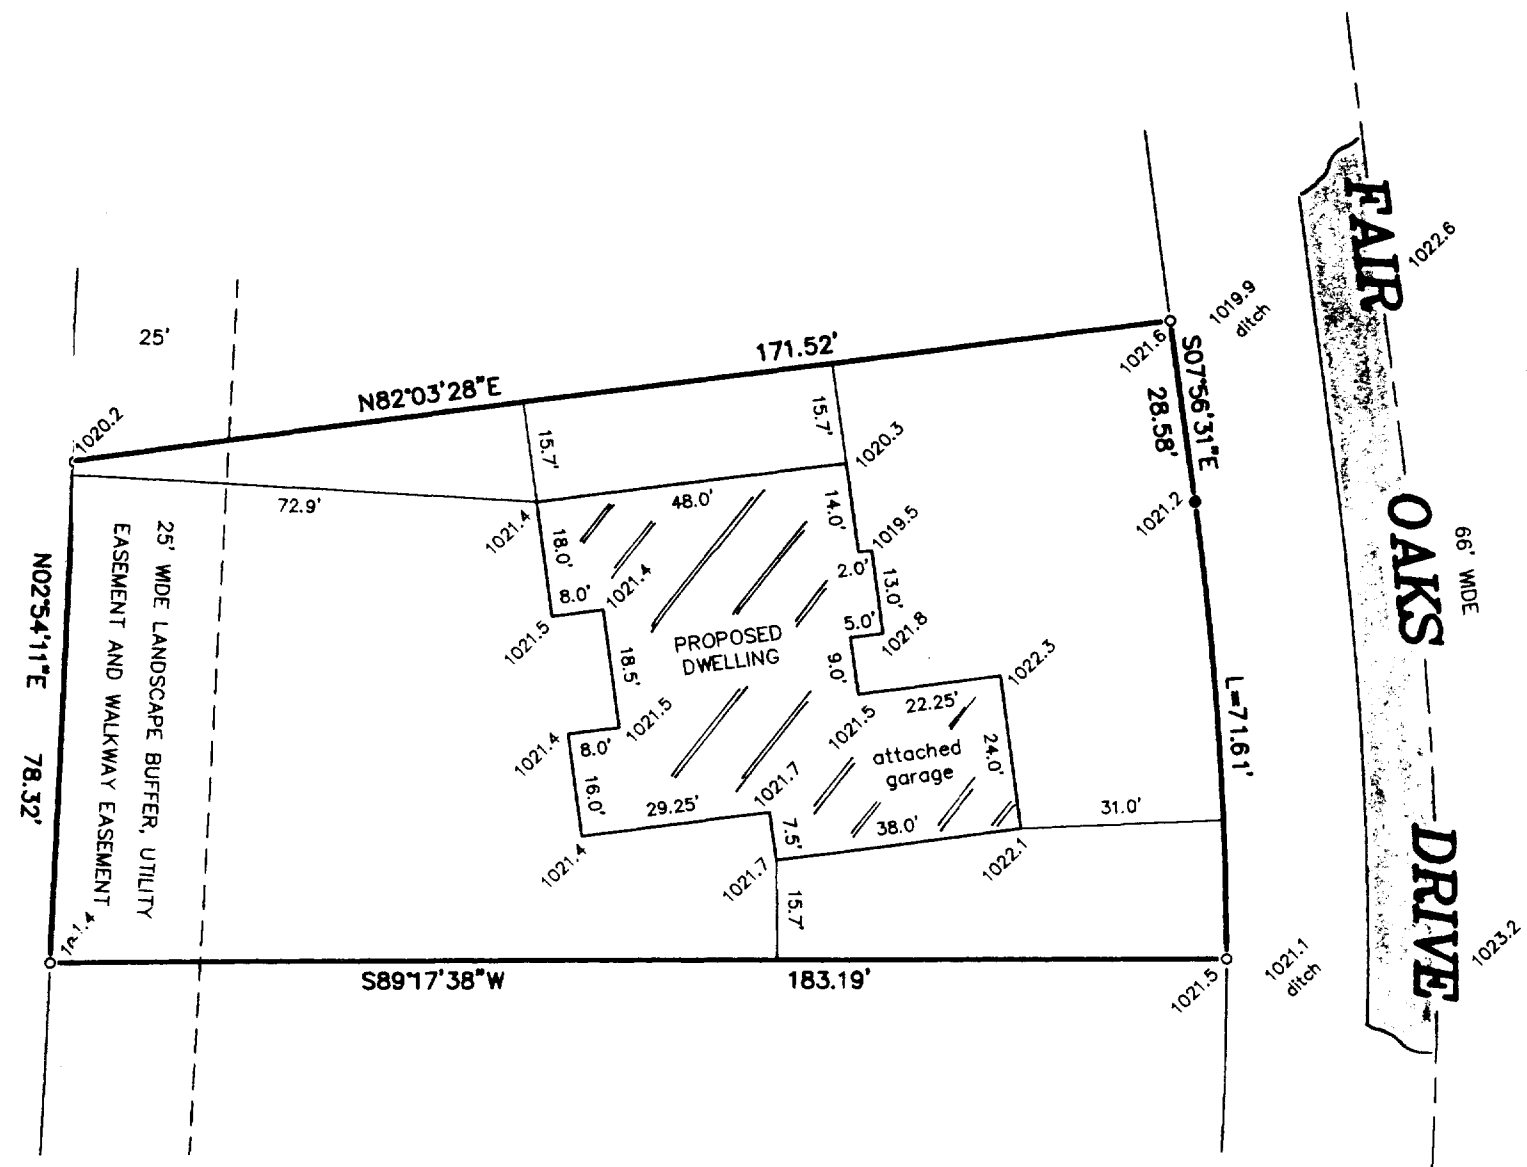 FAIR
OAKS
DRIVE
66' WIDE
1022.6
1023.2
1019.9
ditch
1021.6
S07°56'31"E
28.58'
1021.2
L=71.61'
1021.1
ditch
1021.5
25'
171.52'
N82°03'28"E
1020.2
15.7'
15.7'
1020.3
72.9'
48.0'
14.0'
1019.5
1021.4
18.0'
1021.4
8.0'
2.0'
13.0'
5.0'
1021.8
1021.5
PROPOSED
DWELLING
18.5'
9.0'
1022.3
22.25'
1021.5
1021.5
1021.4
8.0'
attached
garage
24.0'
16.0'
29.25'
1021.7
7.5'
38.0'
31.0'
1021.4
1021.7
1022.1
15.7'
25' WIDE LANDSCAPE BUFFER, UTILITY
EASEMENT AND WALKWAY EASEMENT
N02°54'11"E
78.32'
S89°17'38"W
183.19'